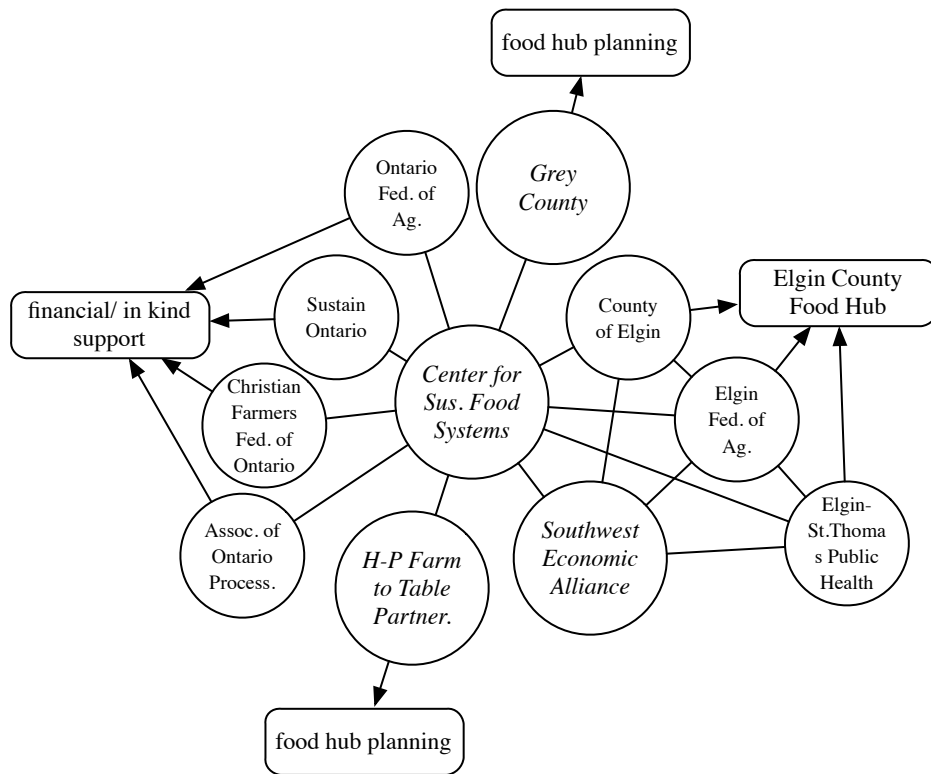 food hub planning
Ontario
Fed. of
Ag.
Grey
County
financial/ in kind
support
Sustain
Ontario
County
of Elgin
Elgin County
Food Hub
Christian
Farmers
Fed. of
Ontario
Center for
Sus. Food
Systems
Elgin
Fed. of
Ag.
Assoc. of
Ontario
Process.
H-P Farm
to Table
Partner.
Southwest
Economic
Alliance
Elgin-
St.Thoma
s Public
Health
food hub planning